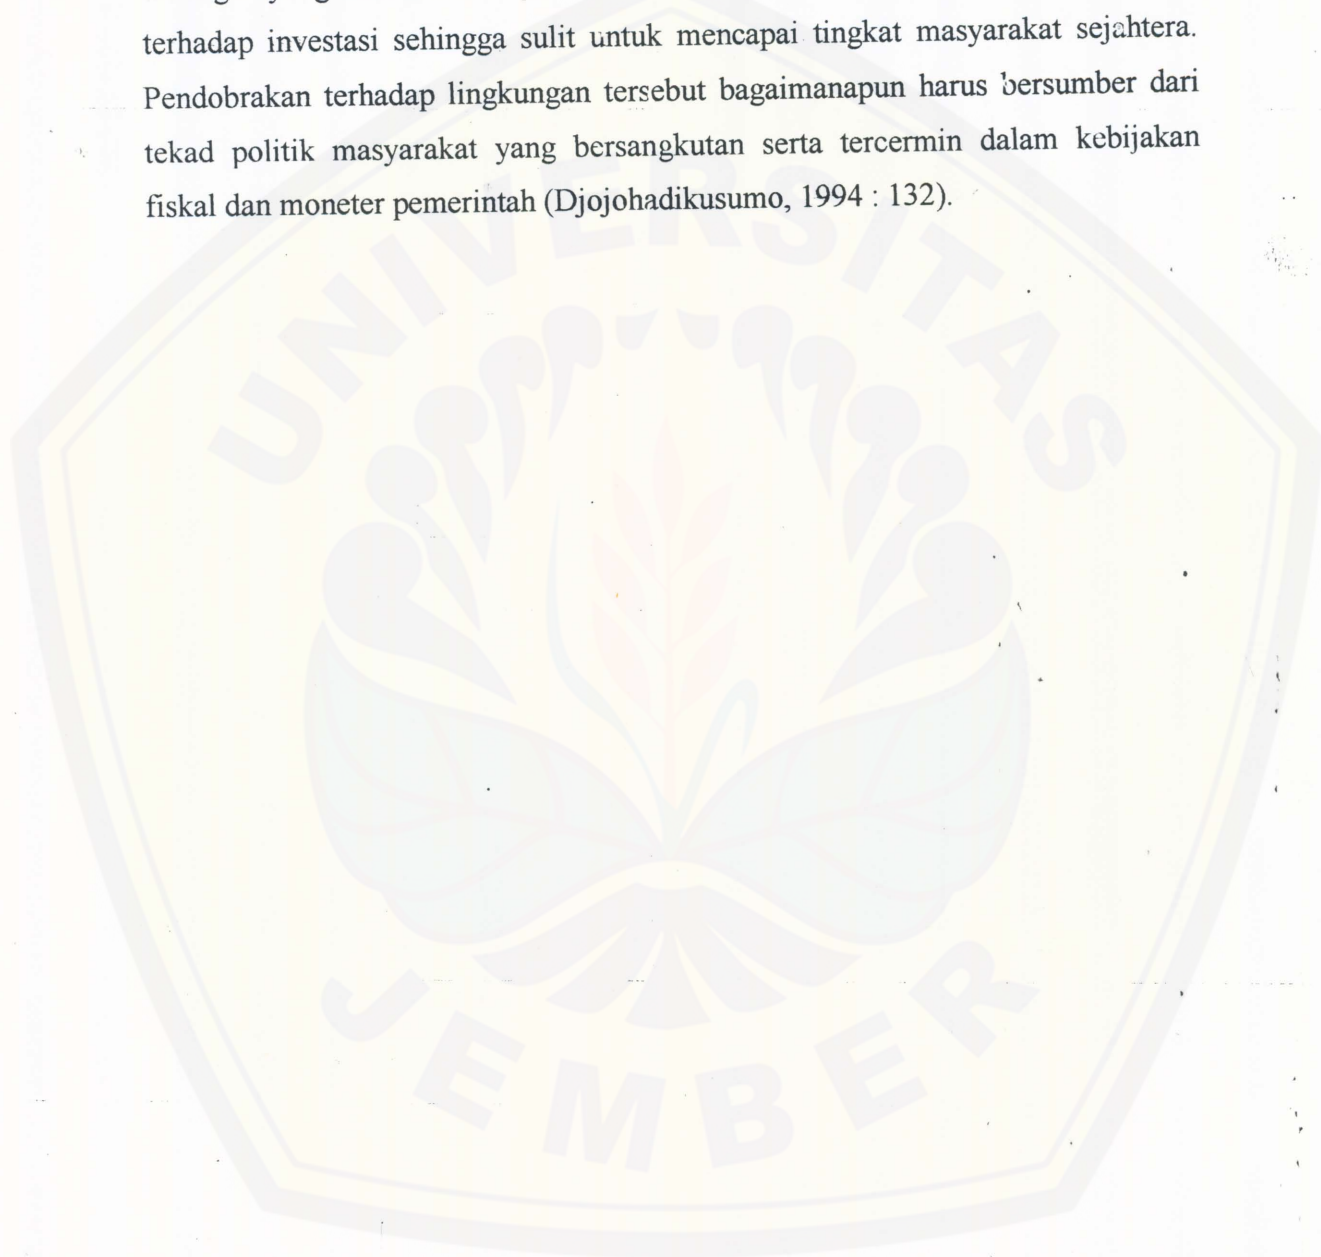 terhadap investasi sehingga sulit untuk mencapai tingkat masyarakat sejahtera.
Pendobrakan terhadap lingkungan tersebut bagaimanapun harus bersumber dari
tekad politik masyarakat yang bersangkutan serta tercermin dalam kebijakan
fiskal dan moneter pemerintah (Djojohadikusumo, 1994 : 132).
UNIVERSITAS
JEMBER